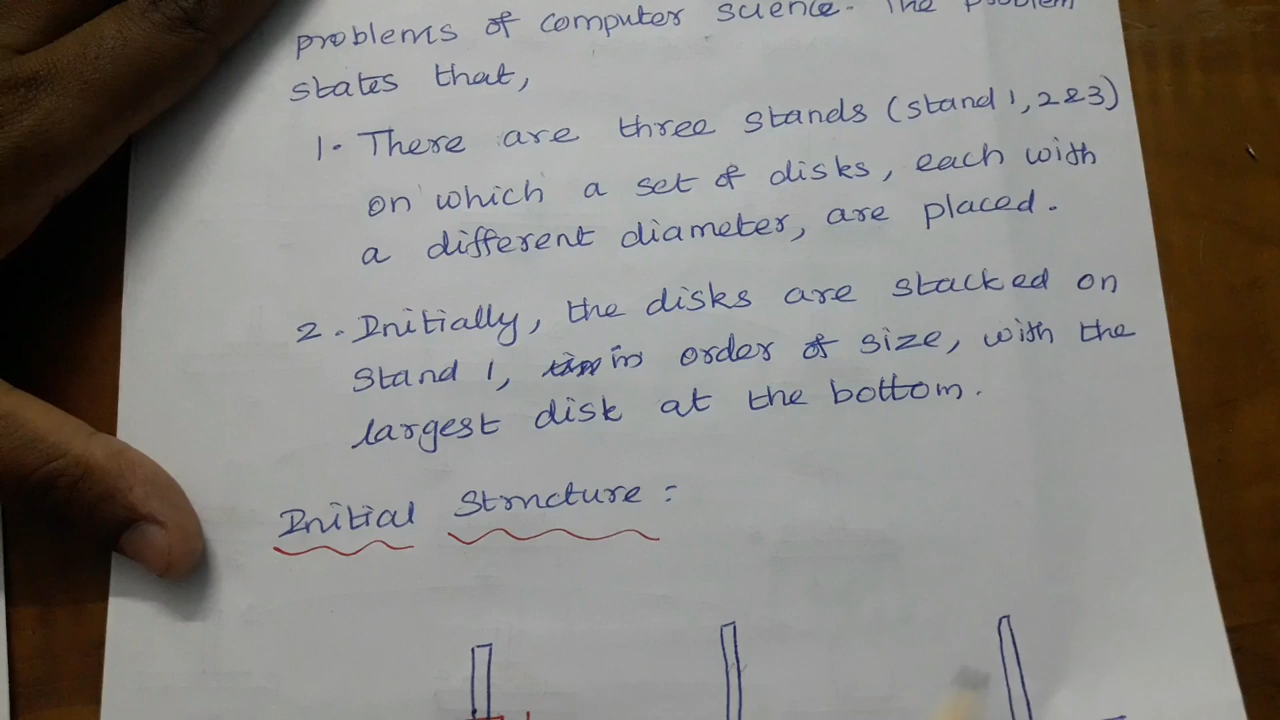 problems of computer science. The problem
states that,
1. There are three stands (stand 1, 2&3)
on which a set of disks, each with
a different diameter, are placed.
2. Initially, the disks are stacked on
stand 1, in order of size, with the
largest disk at the bottom.
Initial Structure: